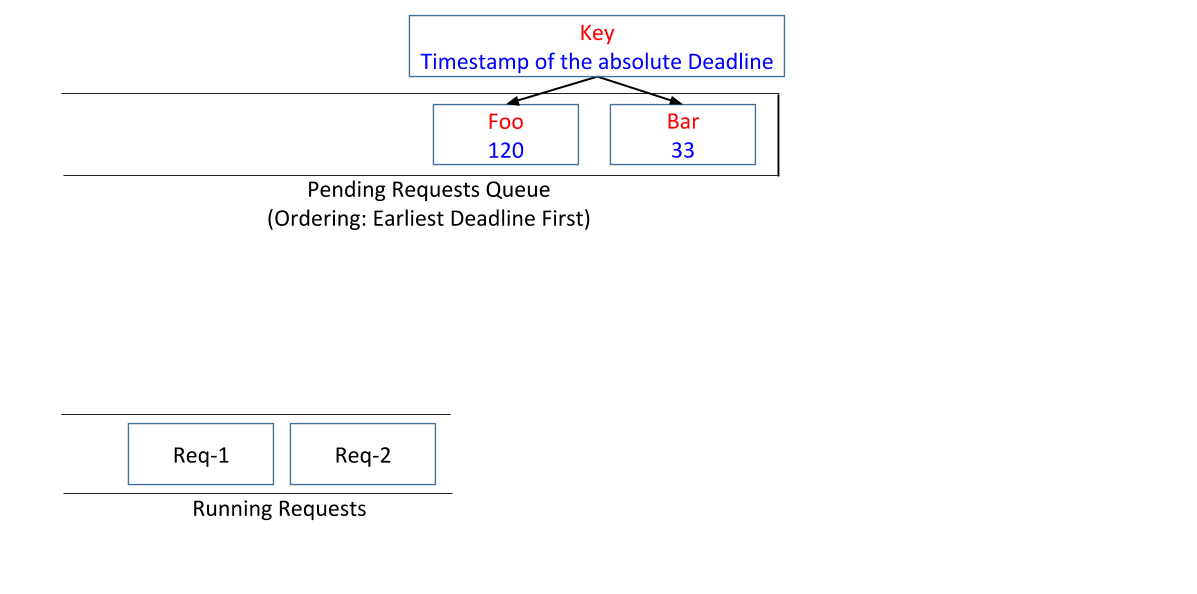 Key
Timestamp of the absolute Deadline
Foo
120
Bar
33
Pending Requests Queue
(Ordering: Earliest Deadline First)
Req-1
Req-2
Running Requests